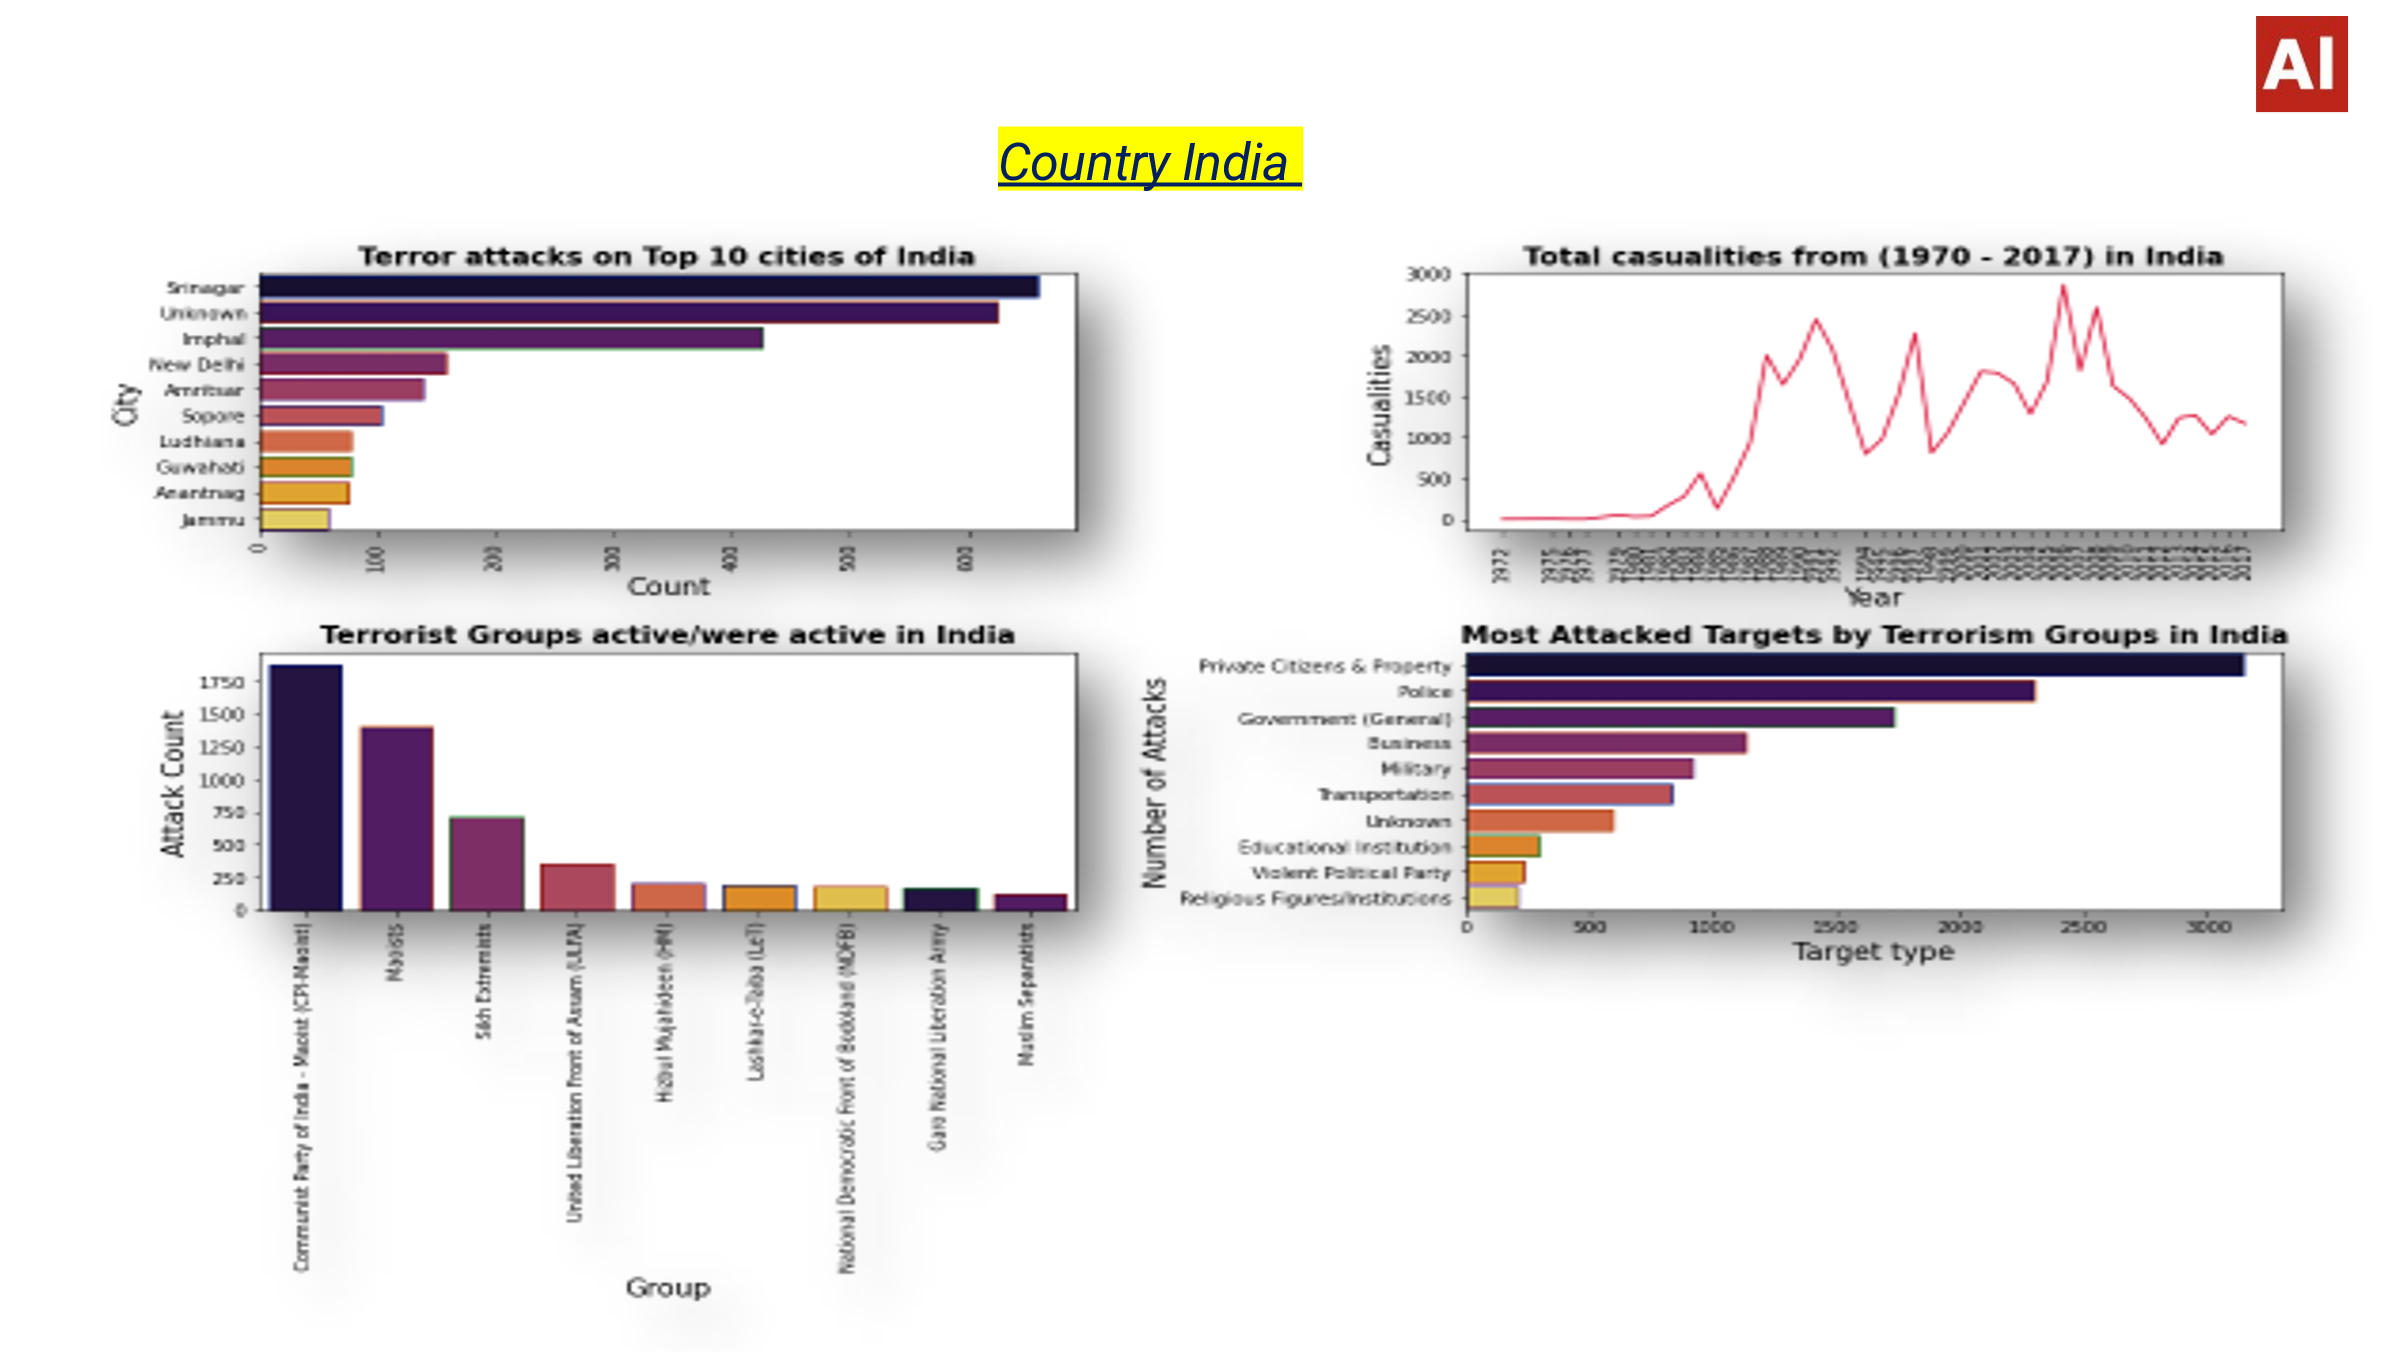 AI
Country India
Terror attacks on Top 10 cities of India
City
Srinagar
Unknown
Imphal
New Delhi
Amritsar
Sopore
Ludhiana
Guwahati
Anantnag
Jammu
0 100 200 300 400 500 600
Count
Total casualities from (1970 - 2017) in India
Casualities
3000
2500
2000
1500
1000
500
0
1972
2017
Year
Terrorist Groups active/were active in India
Attack Count
1750
1500
1250
1000
750
500
250
0
Communist Party of India - Maoist (CPI-Maoist)
Maoists
Sikh Extremists
United Liberation Front of Assam (ULFA)
Hizbul Mujahideen (HM)
Lashkar-e-Taiba (LeT)
National Democratic Front of Bodoland (NDFB)
Garo National Liberation Army
Muslim Separatists
Group
Most Attacked Targets by Terrorism Groups in India
Number of Attacks
Private Citizens & Property
Police
Government (General)
Business
Military
Transportation
Unknown
Educational Institution
Violent Political Party
Religious Figures/Institutions
0 500 1000 1500 2000 2500 3000
Target type